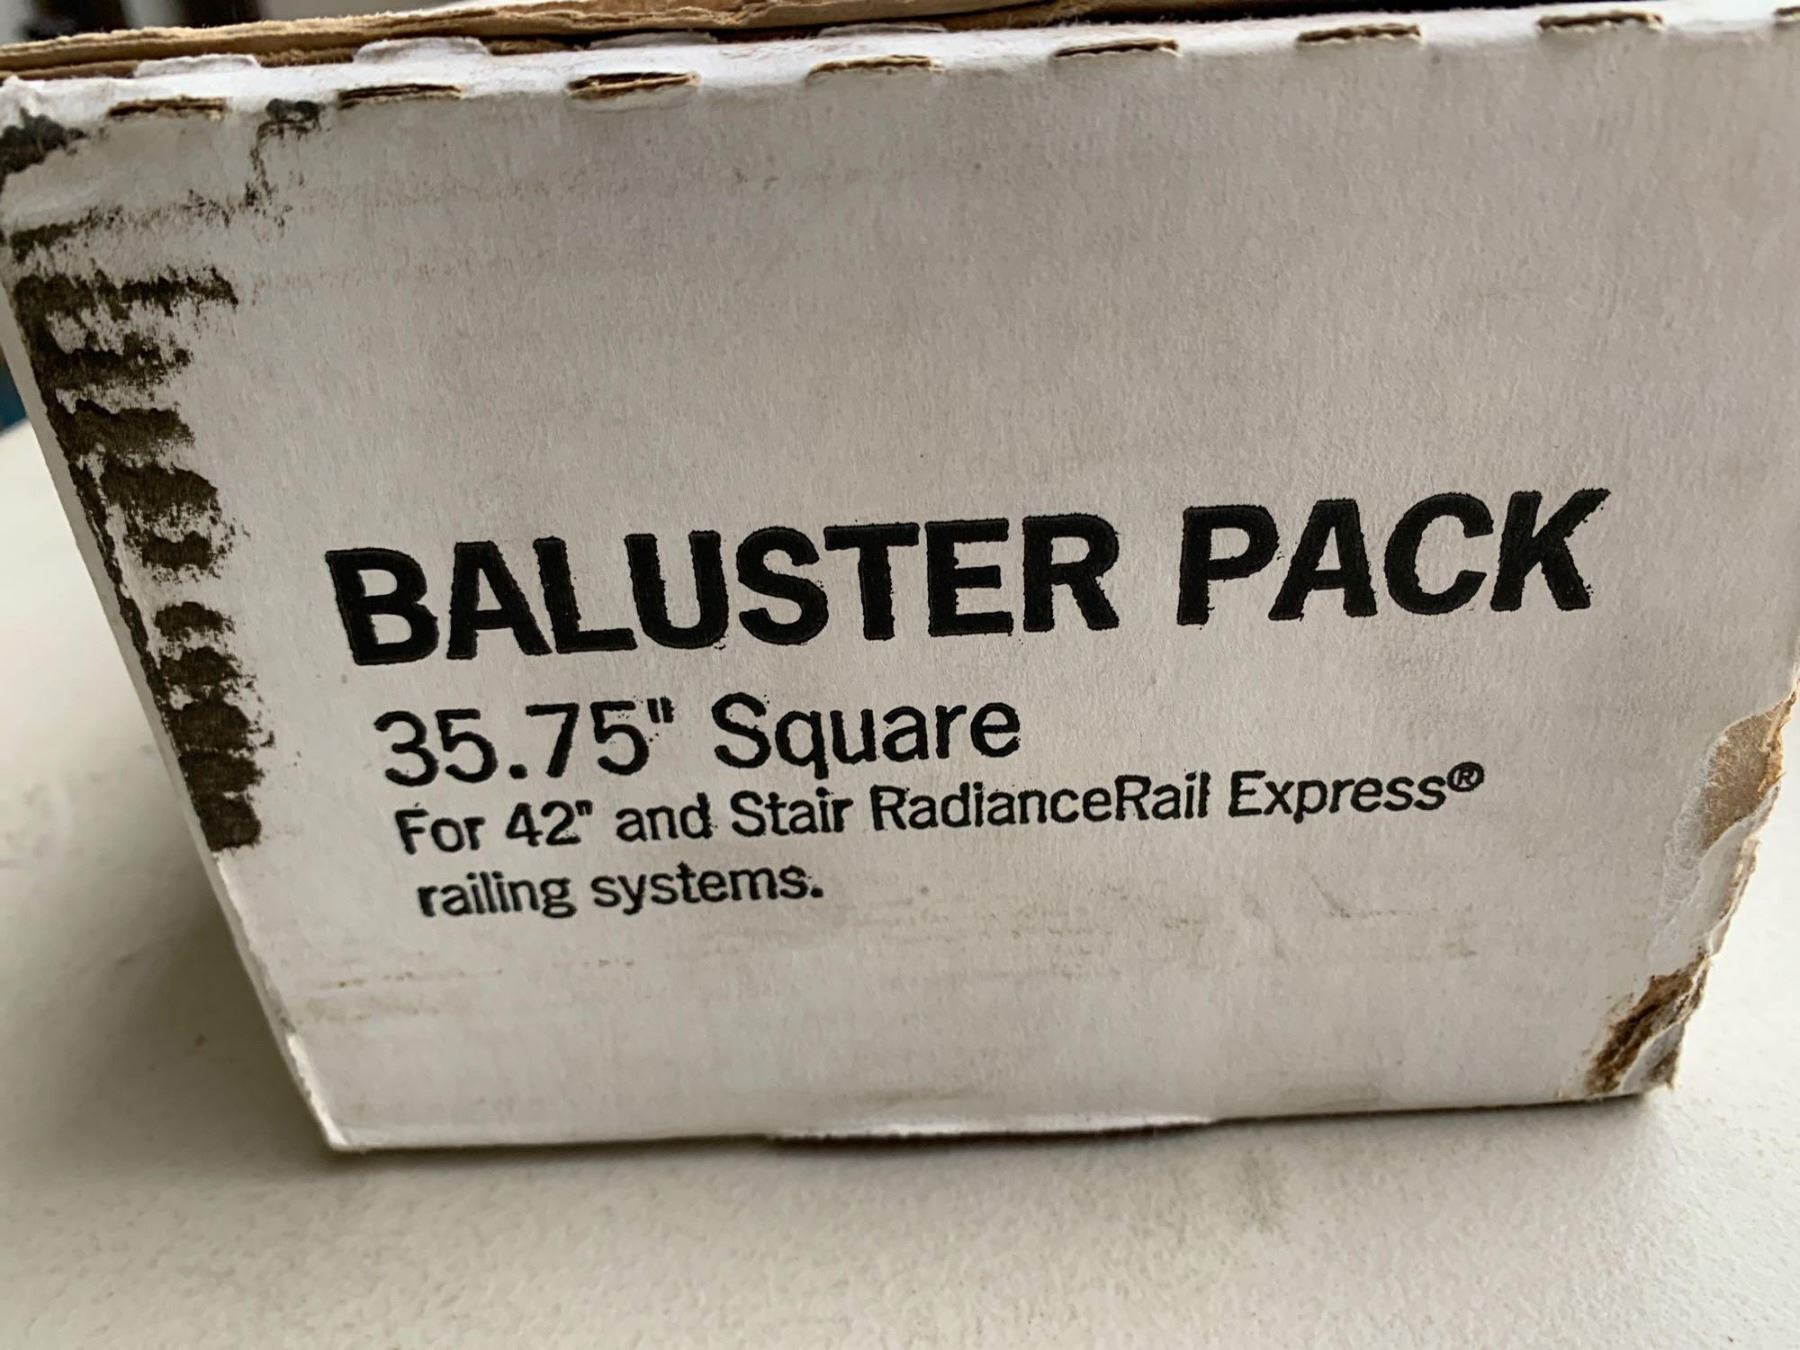 BALUSTER PACK
35.75" Square
For 42" and Stair RadianceRail Express®
railing systems.